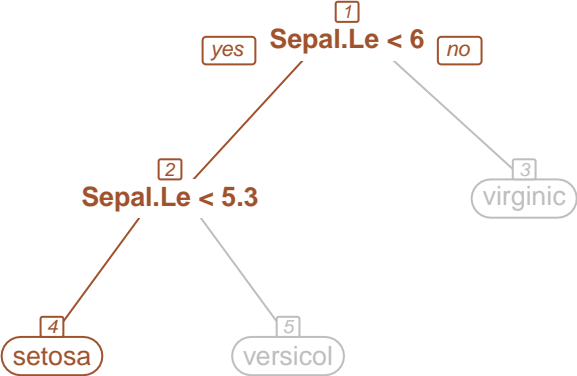 1
Sepal.Le < 6
yes
no
2
Sepal.Le < 5.3
3
virginic
4
setosa
5
versicol